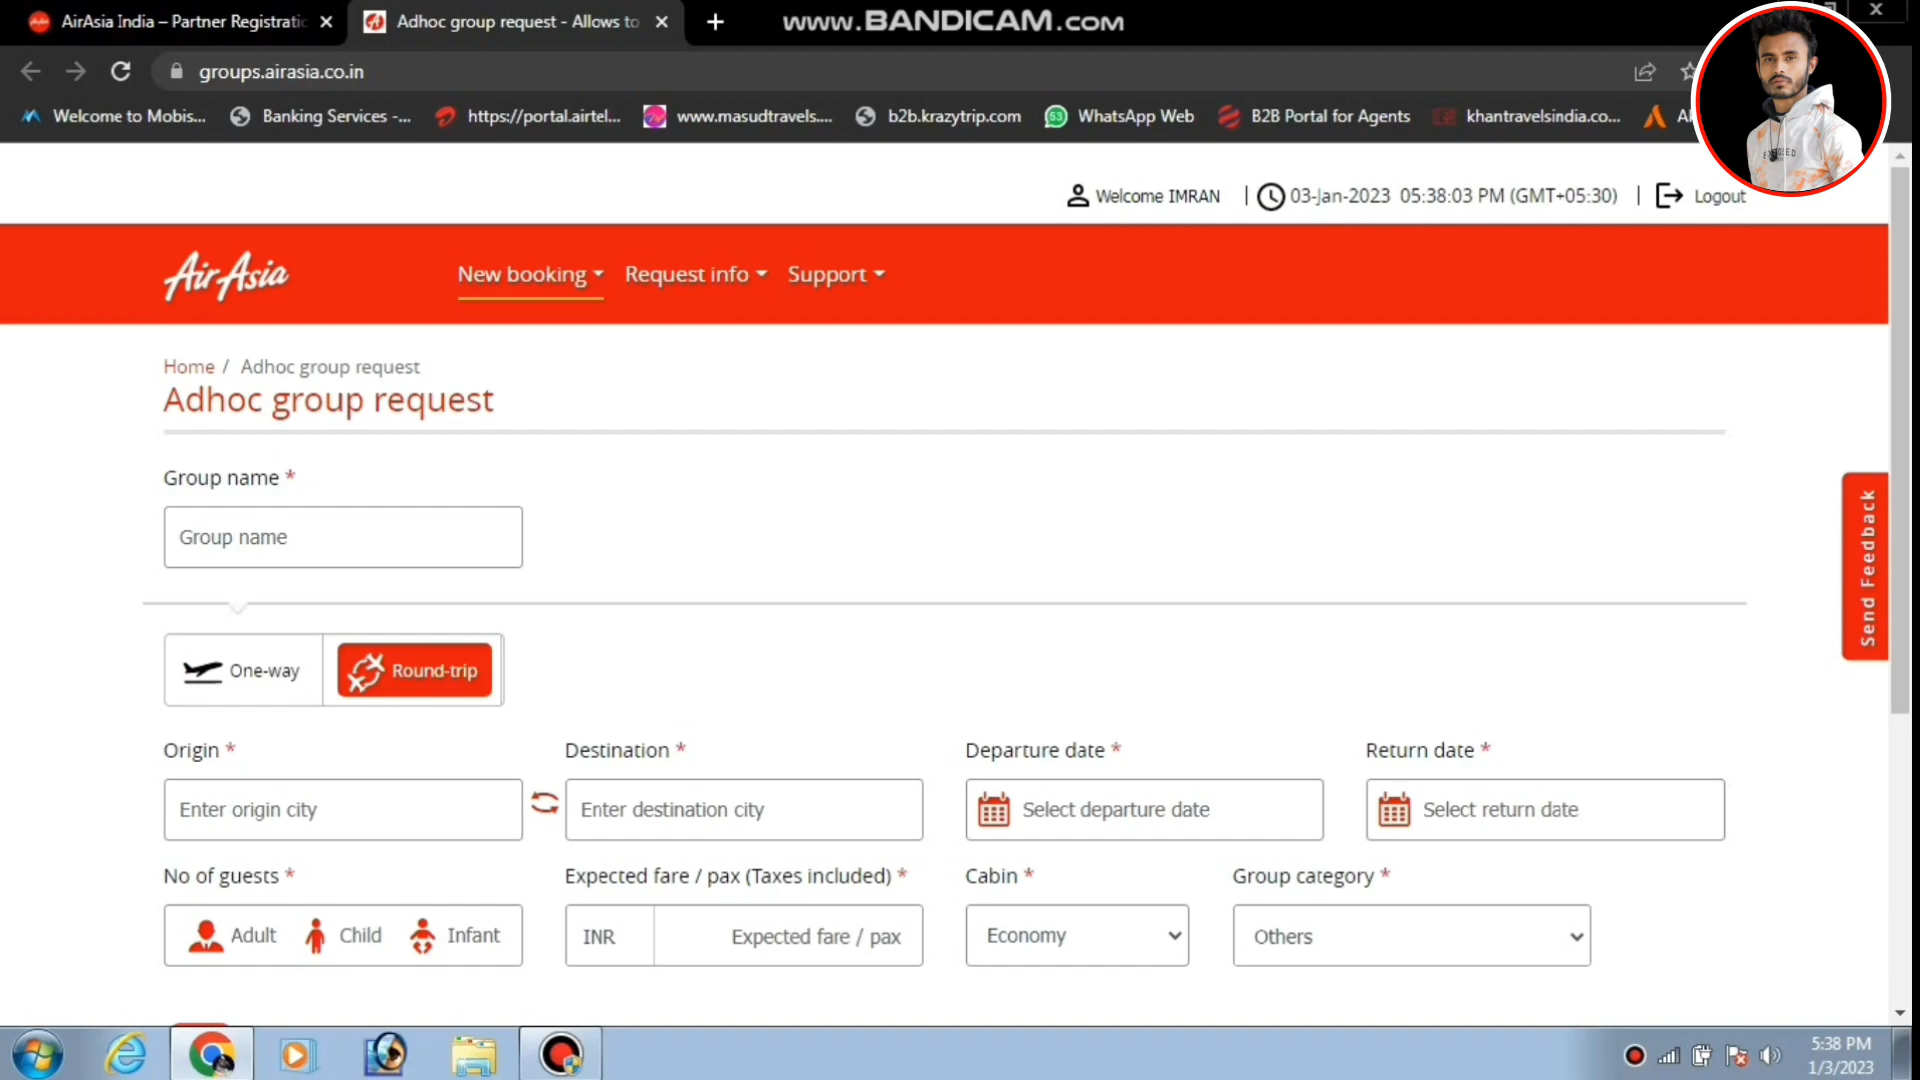 AirAsia India – Partner Registratic
Adhoc group request - Allows to
www.BANDICAM.com
groups.airasia.co.in
Welcome to Mobis...
Banking Services -...
https://portal.airtel...
www.masudtravels....
b2b.krazytrip.com
53
WhatsApp Web
B2B Portal for Agents
khantravelsindia.co...
Welcome IMRAN
03-Jan-2023 05:38:03 PM (GMT+05:30)
Logout
AirAsia
New booking
Request info
Support
Home / Adhoc group request
Adhoc group request
Group name *
Group name
Send Feedback
One-way
Round-trip
Origin *
Destination *
Departure date *
Return date *
Enter origin city
Enter destination city
Select departure date
Select return date
No of guests *
Expected fare / pax (Taxes included) *
Cabin *
Group category *
Adult
Child
Infant
INR
Expected fare / pax
Economy
Others
5:38 PM
1/3/2023